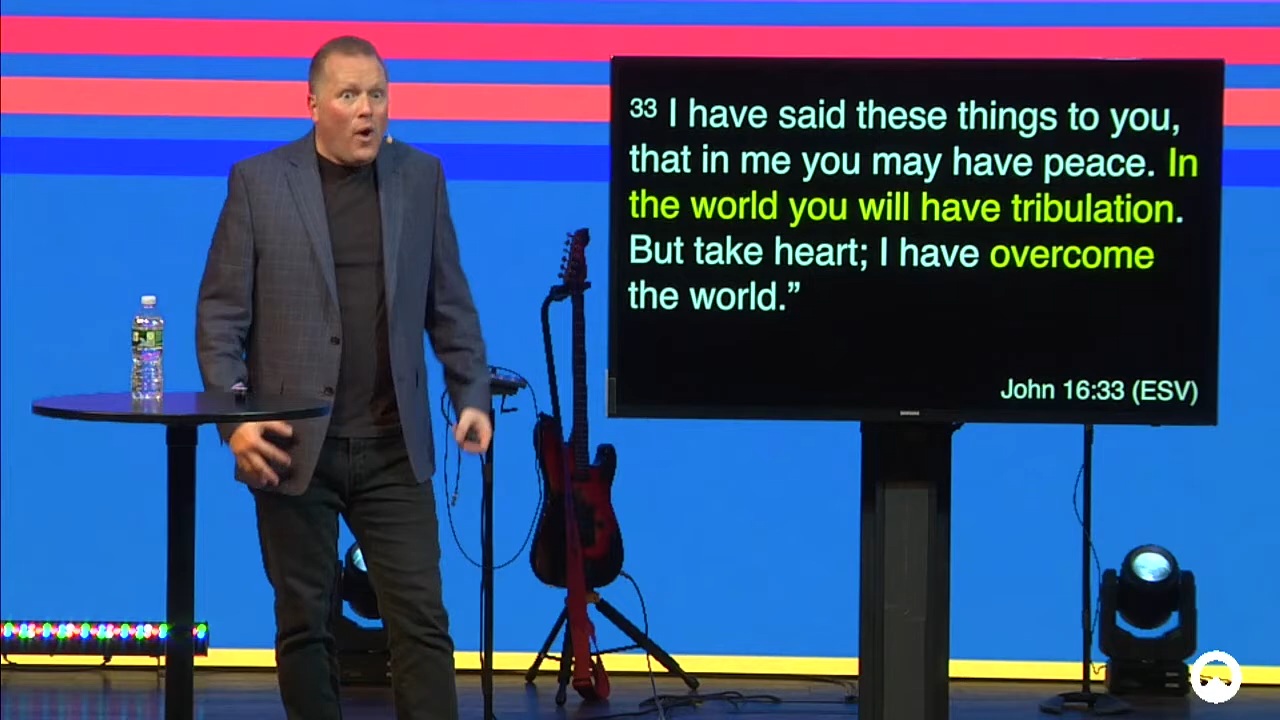 33 I have said these things to you,
that in me you may have peace. In
the world you will have tribulation.
But take heart; I have overcome
the world.”
John 16:33 (ESV)